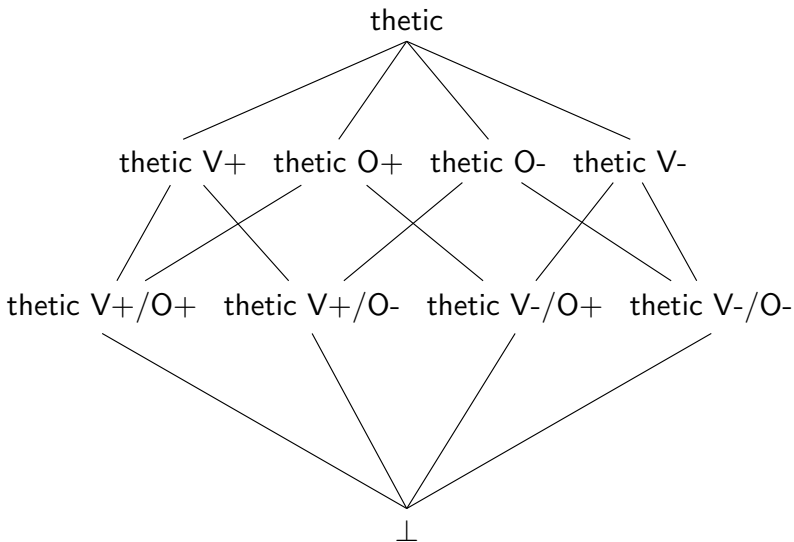 thetic
thetic V+ thetic O+ thetic O- thetic V-
thetic V+/O+ thetic V+/O- thetic V-/O+ thetic V-/O-
⊥